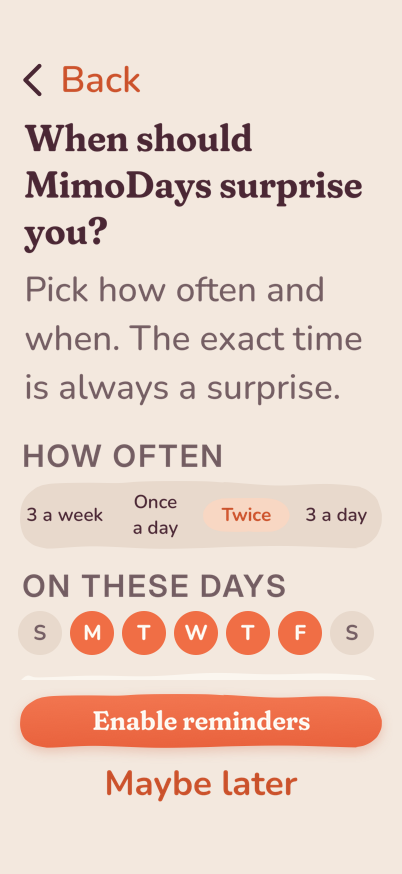 Back
When should
MimoDays surprise
you?
Pick how often and
when. The exact time
is always a surprise.
HOW OFTEN
3 a week
Once
a day
Twice
3 a day
ON THESE DAYS
S M T W T F S
Enable reminders
Maybe later